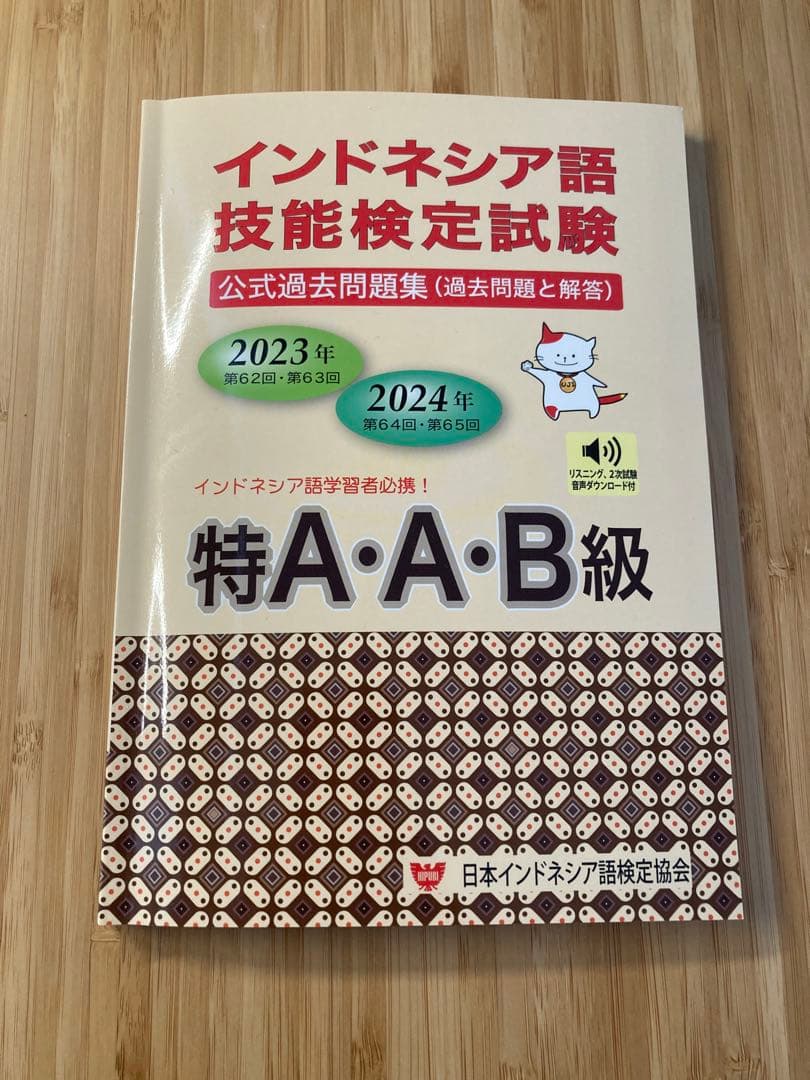 インドネシア語
技能検定試験
公式過去問題集（過去問題と解答）
2023年
第62回・第63回
2024年
第64回・第65回
UJI
リスニング、2次試験
音声ダウンロード付
インドネシア語学習者必携！
特A・A・B級
HIPUBI
日本インドネシア語検定協会